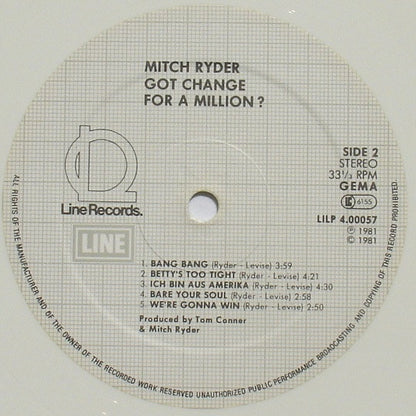 MITCH RYDER
GOT CHANGE
FOR A MILLION?
SIDE 2
STEREO
33 1/3 RPM
GEMA
LC 6155
LILP 4.00057
℗ 1981
© 1981
Line Records.
LINE
1. BANG BANG (Ryder - Levise) 3:59
2. BETTY'S TOO TIGHT (Ryder - Levise) 4:21
3. ICH BIN AUS AMERIKA (Ryder - Levise) 4:30
4. BARE YOUR SOUL (Ryder - Levise) 2:58
5 WE'RE GONNA WIN (Ryder - Levise) 2:50
Produced by Tom Conner
& Mitch Ryder
ALL RIGHTS OF THE MANUFACTURER AND OF THE OWNER OF THE RECORDED WORK RESERVED UNAUTHORIZED PUBLIC PERFORMANCE BROADCASTING AND COPYING OF THIS RECORD PROHIBITED